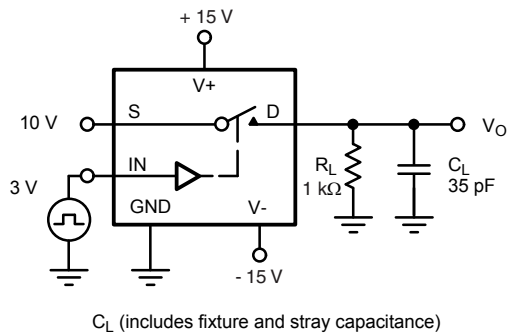 + 15 V
V+
S
D
10 V
V_O
IN
R_L
1 kΩ
C_L
35 pF
3 V
GND
V-
- 15 V
C_L (includes fixture and stray capacitance)